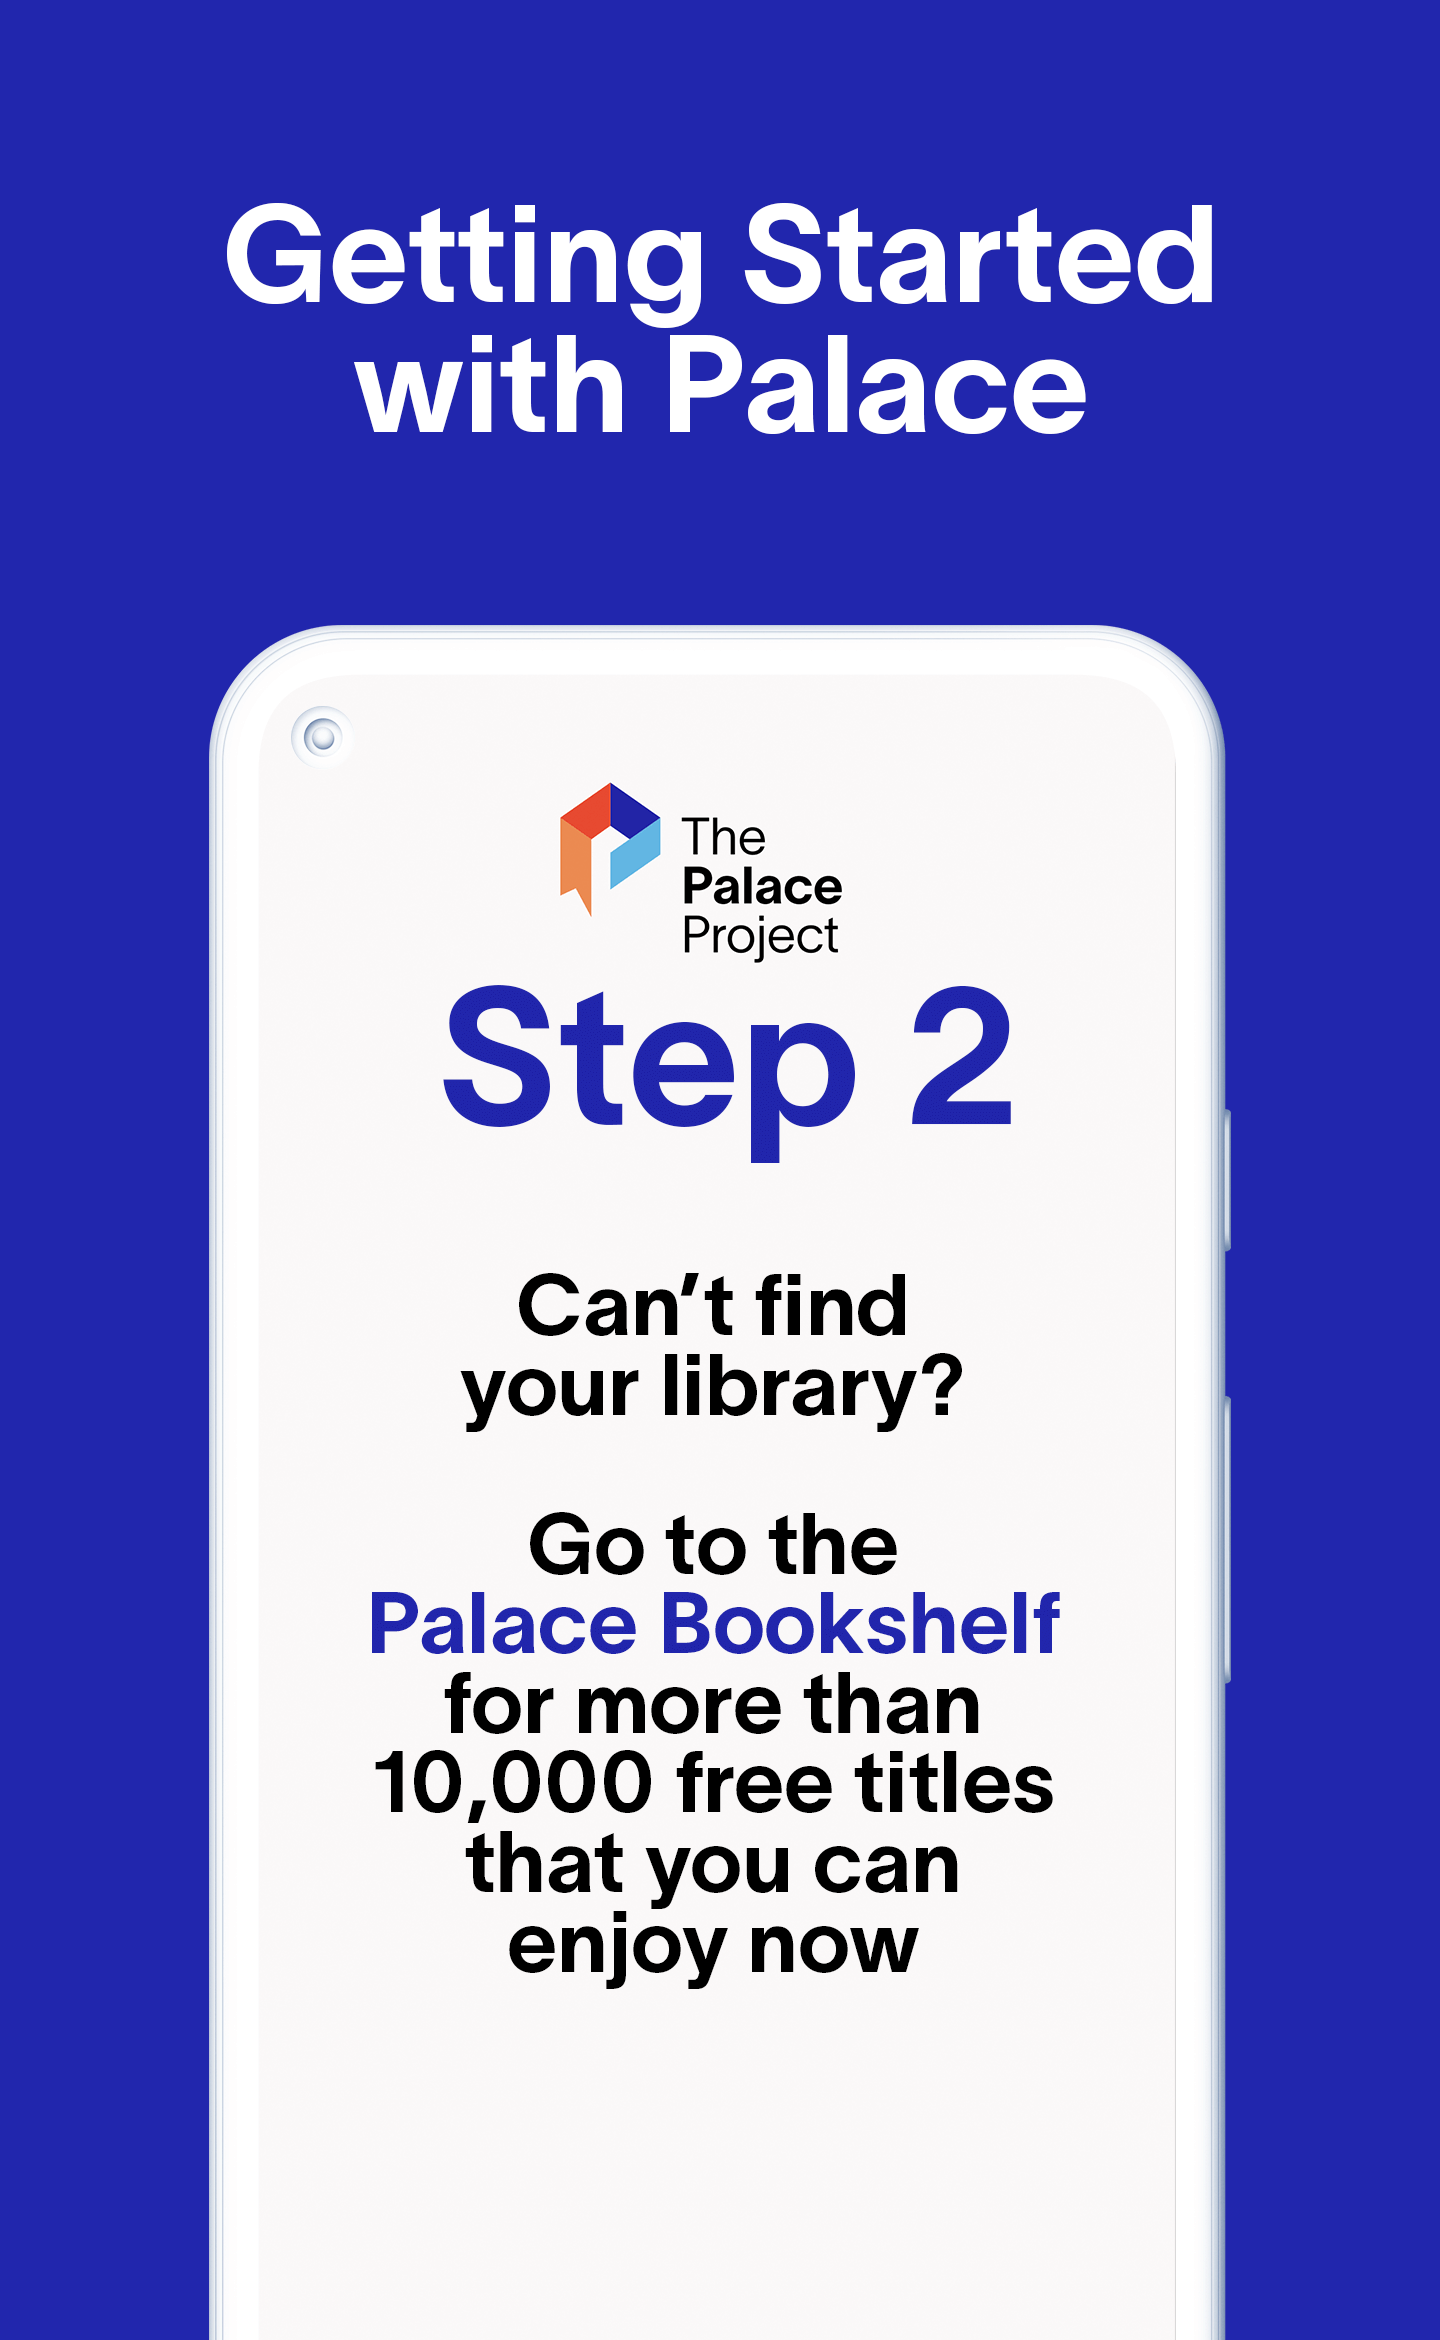 Getting Started
with Palace
The
Palace
Project
Step 2
Can’t find
your library?
Go to the
Palace Bookshelf
for more than
10,000 free titles
that you can
enjoy now